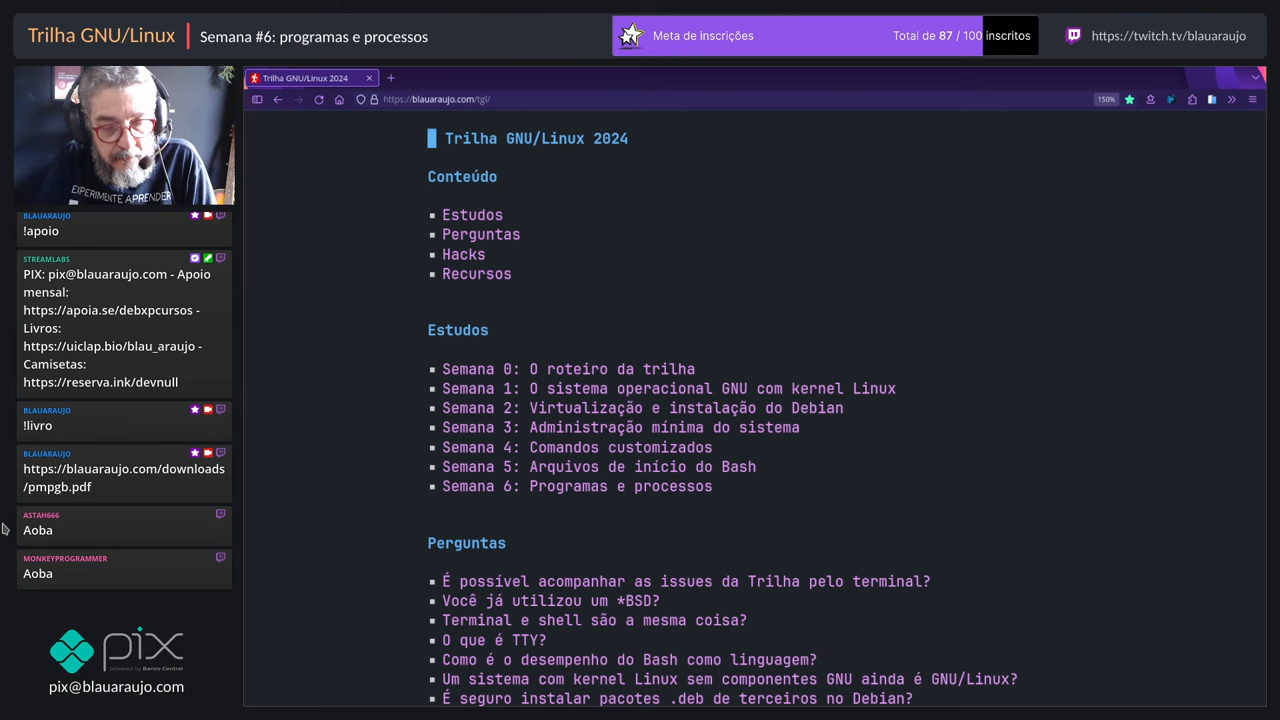 Trilha GNU/Linux
Semana #6: programas e processos
Meta de inscrições
Total de 87 / 100 inscritos
https://twitch.tv/blauaraujo
EXPERIMENTE APRENDER
BLAUARAUJO
!apoio
STREAMLABS
PIX: pix@blauaraujo.com - Apoio
mensal:
https://apoia.se/debxpcursos -
Livros:
https://uiclap.bio/blau_araujo -
Camisetas:
https://reserva.ink/devnull
BLAUARAUJO
!livro
BLAUARAUJO
https://blauaraujo.com/downloads
/pmpgb.pdf
ASTAH666
Aoba
MONKEYPROGRAMMER
Aoba
pix
powered by Banco Central
pix@blauaraujo.com
Trilha GNU/Linux 2024
https://blauaraujo.com/tgl/
150%
Trilha GNU/Linux 2024
Conteúdo
Estudos
Perguntas
Hacks
Recursos
Estudos
Semana 0: O roteiro da trilha
Semana 1: O sistema operacional GNU com kernel Linux
Semana 2: Virtualização e instalação do Debian
Semana 3: Administração mínima do sistema
Semana 4: Comandos customizados
Semana 5: Arquivos de início do Bash
Semana 6: Programas e processos
Perguntas
É possível acompanhar as issues da Trilha pelo terminal?
Você já utilizou um *BSD?
Terminal e shell são a mesma coisa?
O que é TTY?
Como é o desempenho do Bash como linguagem?
Um sistema com kernel Linux sem componentes GNU ainda é GNU/Linux?
É seguro instalar pacotes .deb de terceiros no Debian?